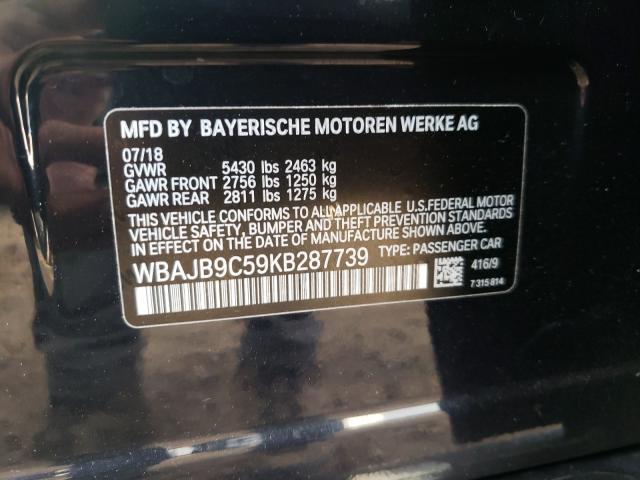 MFD BY BAYERISCHE MOTOREN WERKE AG
07/18
GVWR 5430 lbs 2463 kg
GAWR FRONT 2756 lbs 1250 kg
GAWR REAR 2811 lbs 1275 kg
THIS VEHICLE CONFORMS TO ALL APPLICABLE U.S.FEDERAL MOTOR
VEHICLE SAFETY, BUMPER AND THEFT PREVENTION STANDARDS
IN EFFECT ON THE DATE OF MANUFACTURE SHOWN ABOVE.
WBAJB9C59KB287739 TYPE: PASSENGER CAR
416/9
7 315 814